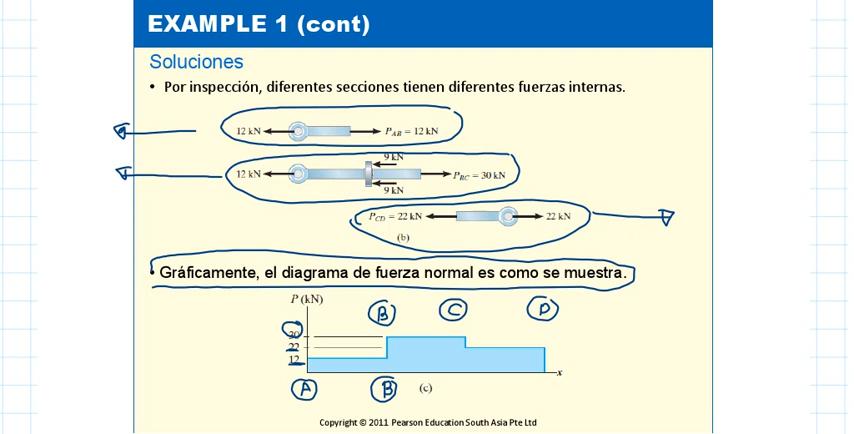 EXAMPLE 1 (cont)
Soluciones
• Por inspección, diferentes secciones tienen diferentes fuerzas internas.
12 kN P_AB = 12 kN
9 kN
12 kN P_BC = 30 kN
9 kN
P_CD = 22 kN 22 kN
(b)
• Gráficamente, el diagrama de fuerza normal es como se muestra.
P (kN)
B C D
30
22
12
x
A B (c)
Copyright © 2011 Pearson Education South Asia Pte Ltd